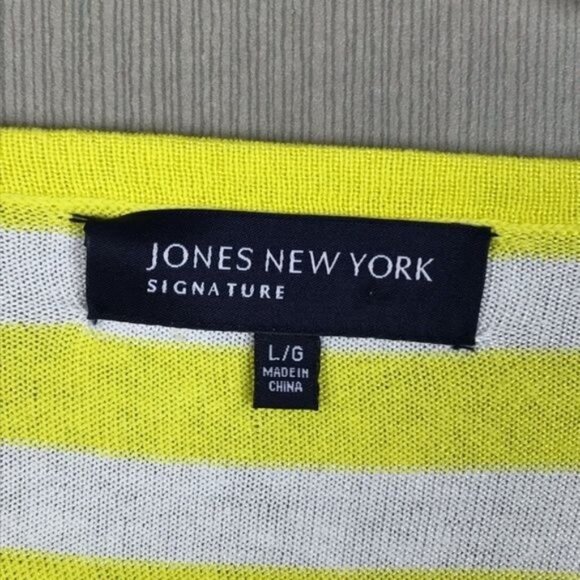 JONES NEW YORK
SIGNATURE
L/G
MADE IN
CHINA